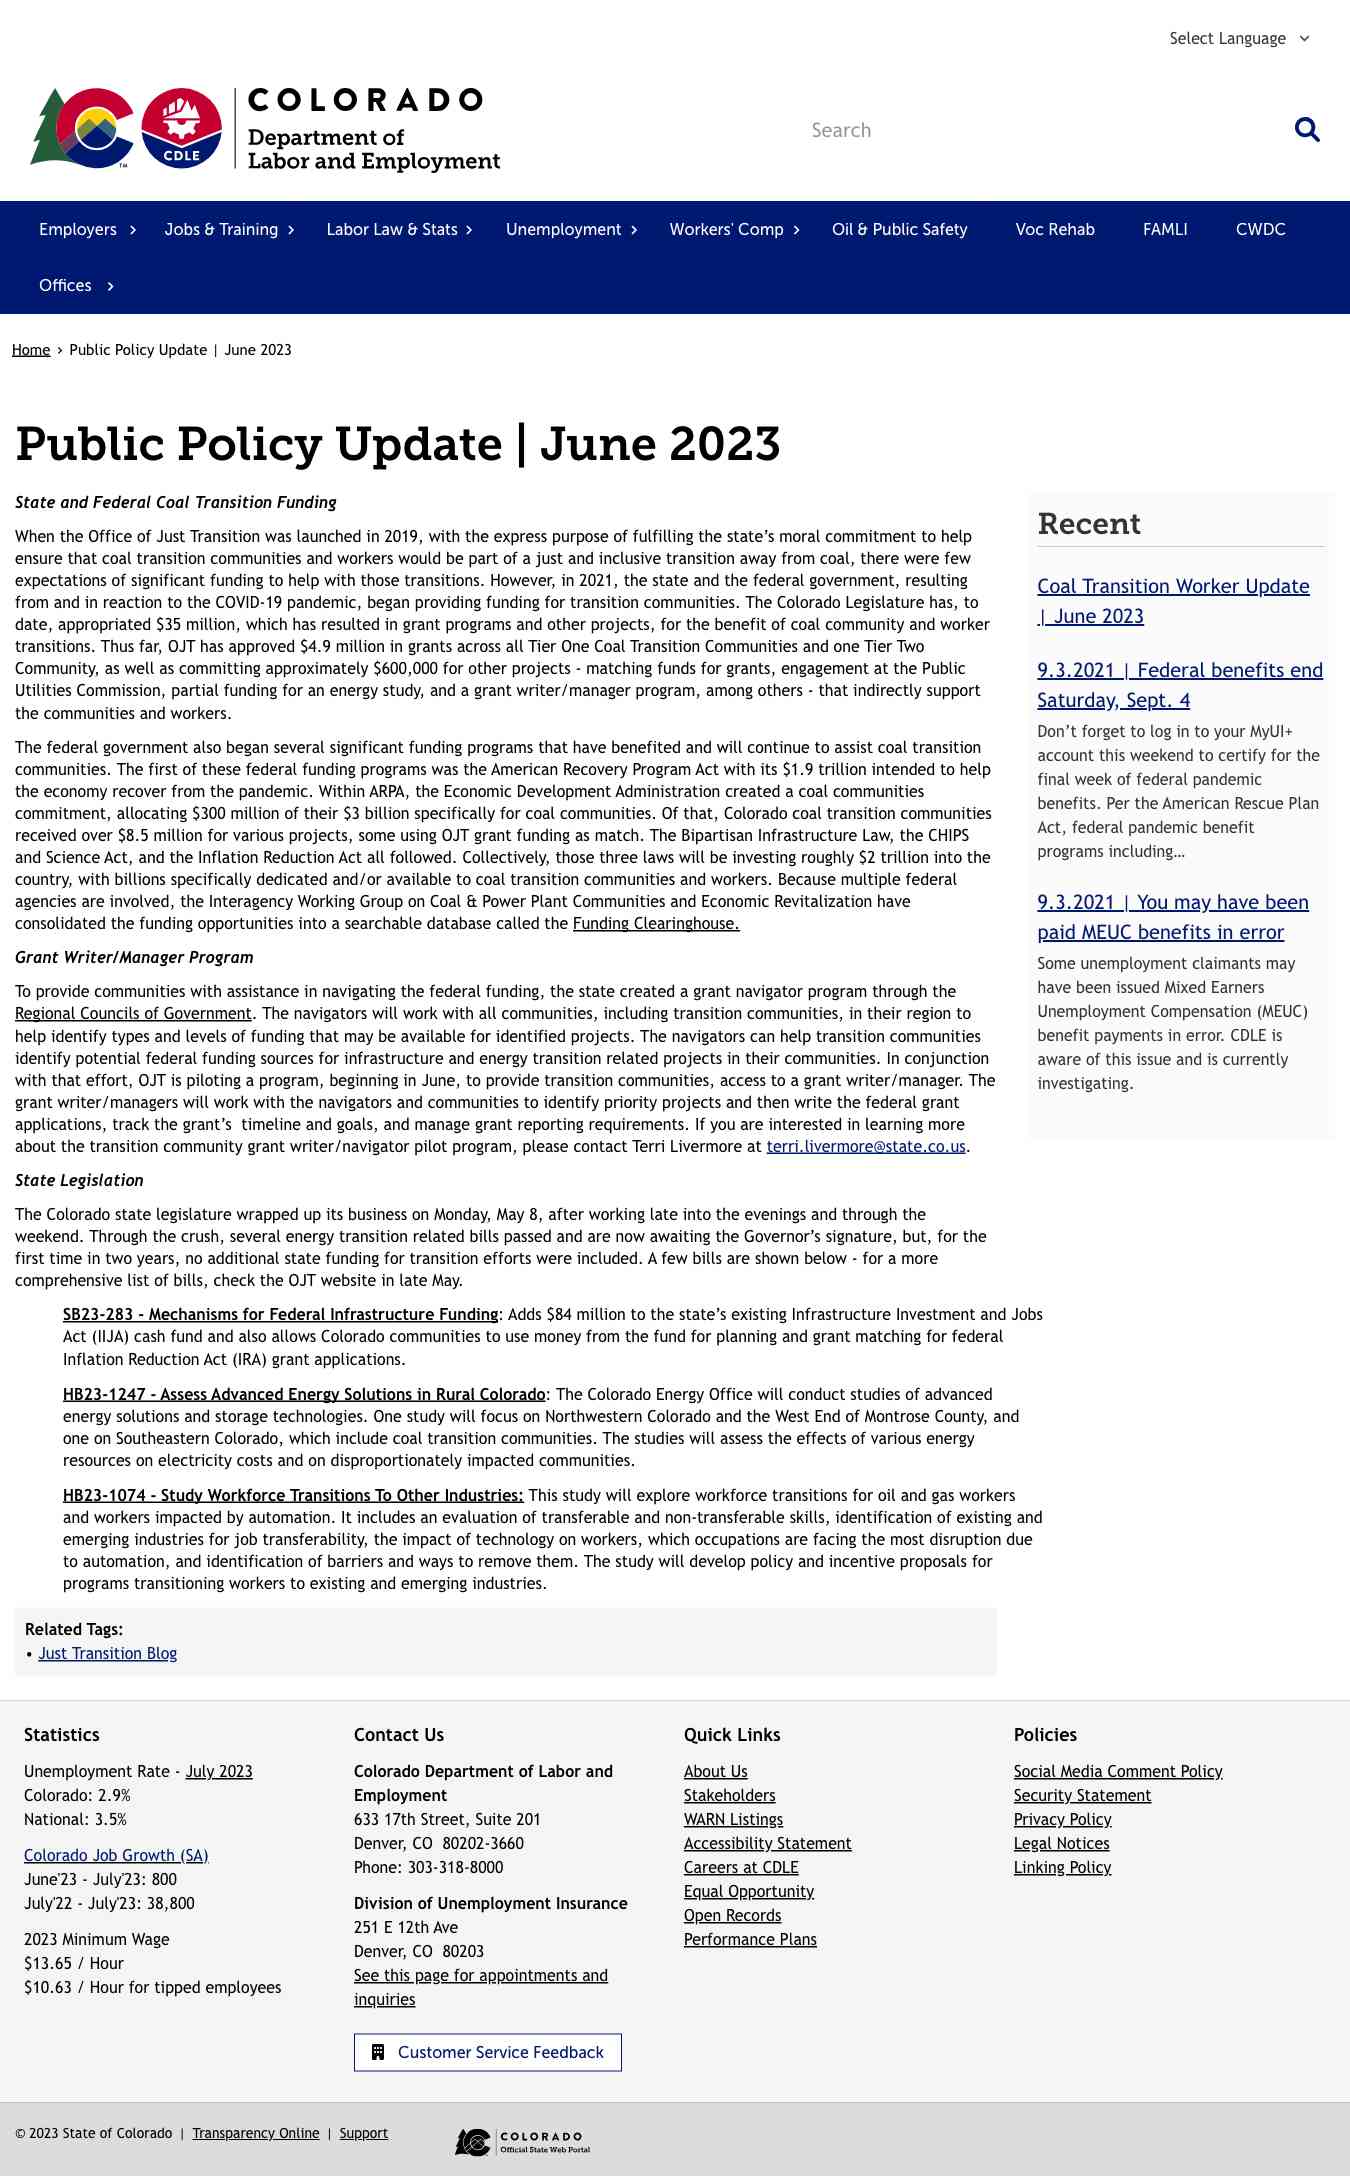 Select Language
CO
CDLE
TM
COLORADO
Department of
Labor and Employment
Search
Employers
Jobs & Training
Labor Law & Stats
Unemployment
Workers' Comp
Oil & Public Safety
Voc Rehab
FAMLI
CWDC
Offices
Home › Public Policy Update | June 2023
Public Policy Update | June 2023
State and Federal Coal Transition Funding
When the Office of Just Transition was launched in 2019, with the express purpose of fulfilling the state’s moral commitment to help
ensure that coal transition communities and workers would be part of a just and inclusive transition away from coal, there were few
expectations of significant funding to help with those transitions. However, in 2021, the state and the federal government, resulting
from and in reaction to the COVID-19 pandemic, began providing funding for transition communities. The Colorado Legislature has, to
date, appropriated $35 million, which has resulted in grant programs and other projects, for the benefit of coal community and worker
transitions. Thus far, OJT has approved $4.9 million in grants across all Tier One Coal Transition Communities and one Tier Two
Community, as well as committing approximately $600,000 for other projects - matching funds for grants, engagement at the Public
Utilities Commission, partial funding for an energy study, and a grant writer/manager program, among others - that indirectly support
the communities and workers.
The federal government also began several significant funding programs that have benefited and will continue to assist coal transition
communities. The first of these federal funding programs was the American Recovery Program Act with its $1.9 trillion intended to help
the economy recover from the pandemic. Within ARPA, the Economic Development Administration created a coal communities
commitment, allocating $300 million of their $3 billion specifically for coal communities. Of that, Colorado coal transition communities
received over $8.5 million for various projects, some using OJT grant funding as match. The Bipartisan Infrastructure Law, the CHIPS
and Science Act, and the Inflation Reduction Act all followed. Collectively, those three laws will be investing roughly $2 trillion into the
country, with billions specifically dedicated and/or available to coal transition communities and workers. Because multiple federal
agencies are involved, the Interagency Working Group on Coal & Power Plant Communities and Economic Revitalization have
consolidated the funding opportunities into a searchable database called the Funding Clearinghouse.
Grant Writer/Manager Program
To provide communities with assistance in navigating the federal funding, the state created a grant navigator program through the
Regional Councils of Government. The navigators will work with all communities, including transition communities, in their region to
help identify types and levels of funding that may be available for identified projects. The navigators can help transition communities
identify potential federal funding sources for infrastructure and energy transition related projects in their communities. In conjunction
with that effort, OJT is piloting a program, beginning in June, to provide transition communities, access to a grant writer/manager. The
grant writer/managers will work with the navigators and communities to identify priority projects and then write the federal grant
applications, track the grant’s  timeline and goals, and manage grant reporting requirements. If you are interested in learning more
about the transition community grant writer/navigator pilot program, please contact Terri Livermore at terri.livermore@state.co.us.
State Legislation
The Colorado state legislature wrapped up its business on Monday, May 8, after working late into the evenings and through the
weekend. Through the crush, several energy transition related bills passed and are now awaiting the Governor’s signature, but, for the
first time in two years, no additional state funding for transition efforts were included. A few bills are shown below - for a more
comprehensive list of bills, check the OJT website in late May.
SB23-283 - Mechanisms for Federal Infrastructure Funding: Adds $84 million to the state’s existing Infrastructure Investment and Jobs
Act (IIJA) cash fund and also allows Colorado communities to use money from the fund for planning and grant matching for federal
Inflation Reduction Act (IRA) grant applications.
HB23-1247 - Assess Advanced Energy Solutions in Rural Colorado: The Colorado Energy Office will conduct studies of advanced
energy solutions and storage technologies. One study will focus on Northwestern Colorado and the West End of Montrose County, and
one on Southeastern Colorado, which include coal transition communities. The studies will assess the effects of various energy
resources on electricity costs and on disproportionately impacted communities.
HB23-1074 - Study Workforce Transitions To Other Industries: This study will explore workforce transitions for oil and gas workers
and workers impacted by automation. It includes an evaluation of transferable and non-transferable skills, identification of existing and
emerging industries for job transferability, the impact of technology on workers, which occupations are facing the most disruption due
to automation, and identification of barriers and ways to remove them. The study will develop policy and incentive proposals for
programs transitioning workers to existing and emerging industries.
Related Tags:
• Just Transition Blog
Recent
Coal Transition Worker Update
| June 2023
9.3.2021 | Federal benefits end
Saturday, Sept. 4
Don’t forget to log in to your MyUI+
account this weekend to certify for the
final week of federal pandemic
benefits. Per the American Rescue Plan
Act, federal pandemic benefit
programs including…
9.3.2021 | You may have been
paid MEUC benefits in error
Some unemployment claimants may
have been issued Mixed Earners
Unemployment Compensation (MEUC)
benefit payments in error. CDLE is
aware of this issue and is currently
investigating.
Statistics
Unemployment Rate - July 2023
Colorado: 2.9%
National: 3.5%
Colorado Job Growth (SA)
June'23 - July'23: 800
July'22 - July'23: 38,800
2023 Minimum Wage
$13.65 / Hour
$10.63 / Hour for tipped employees
Contact Us
Colorado Department of Labor and
Employment
633 17th Street, Suite 201
Denver, CO  80202-3660
Phone: 303-318-8000
Division of Unemployment Insurance
251 E 12th Ave
Denver, CO  80203
See this page for appointments and
inquiries
Customer Service Feedback
Quick Links
About Us
Stakeholders
WARN Listings
Accessibility Statement
Careers at CDLE
Equal Opportunity
Open Records
Performance Plans
Policies
Social Media Comment Policy
Security Statement
Privacy Policy
Legal Notices
Linking Policy
© 2023 State of Colorado | Transparency Online | Support
COLORADO
Official State Web Portal